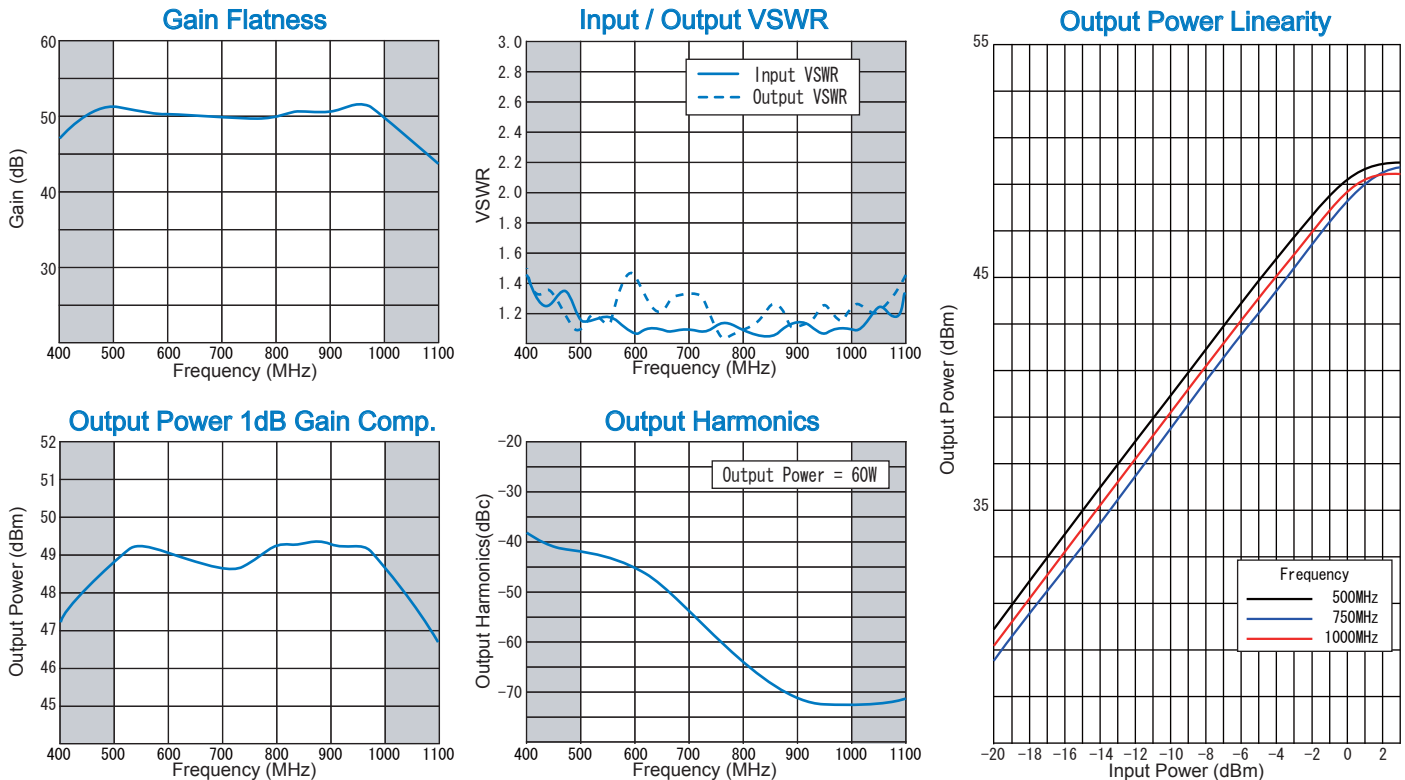 Gain Flatness
60
50
40
30
Gain (dB)
400 500 600 700 800 900 1000 1100
Frequency (MHz)
Input / Output VSWR
3.0
2.8
2.6
2.4
2.2
2.0
1.8
1.6
1.4
1.2
VSWR
Input VSWR
Output VSWR
400 500 600 700 800 900 1000 1100
Frequency (MHz)
Output Power 1dB Gain Comp.
52
51
50
49
48
47
46
45
Output Power (dBm)
400 500 600 700 800 900 1000 1100
Frequency (MHz)
Output Harmonics
-20
-30
-40
-50
-60
-70
Output Harmonics(dBc)
Output Power = 60W
400 500 600 700 800 900 1000 1100
Frequency (MHz)
Output Power Linearity
55
45
35
Output Power (dBm)
Frequency
500MHz
750MHz
1000MHz
-20 -18 -16 -14 -12 -10 -8 -6 -4 -2 0 2
Input Power (dBm)